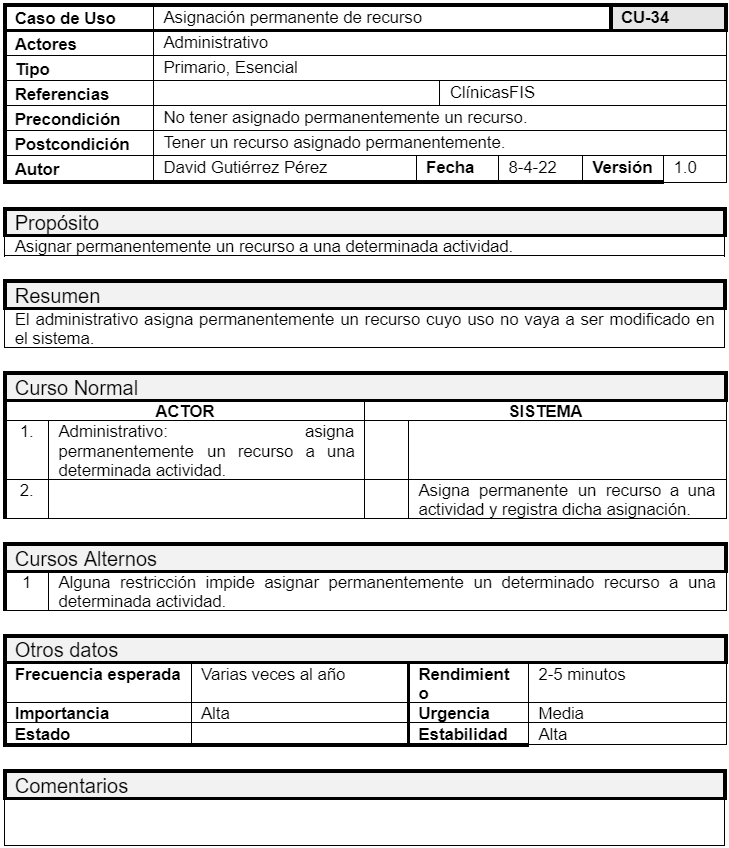 Caso de Uso Asignación permanente de recurso CU-34
Actores Administrativo
Tipo Primario, Esencial
Referencias ClínicasFIS
Precondición No tener asignado permanentemente un recurso.
Postcondición Tener un recurso asignado permanentemente.
Autor David Gutiérrez Pérez Fecha 8-4-22 Versión 1.0
Propósito
Asignar permanentemente un recurso a una determinada actividad.
Resumen
El administrativo asigna permanentemente un recurso cuyo uso no vaya a ser modificado en
el sistema.
Curso Normal
ACTOR SISTEMA
1. Administrativo: asigna
permanentemente un recurso a una
determinada actividad.
2. Asigna permanente un recurso a una
actividad y registra dicha asignación.
Cursos Alternos
1 Alguna restricción impide asignar permanentemente un determinado recurso a una
determinada actividad.
Otros datos
Frecuencia esperada Varias veces al año Rendimient 2-5 minutos
o
Importancia Alta Urgencia Media
Estado Estabilidad Alta
Comentarios